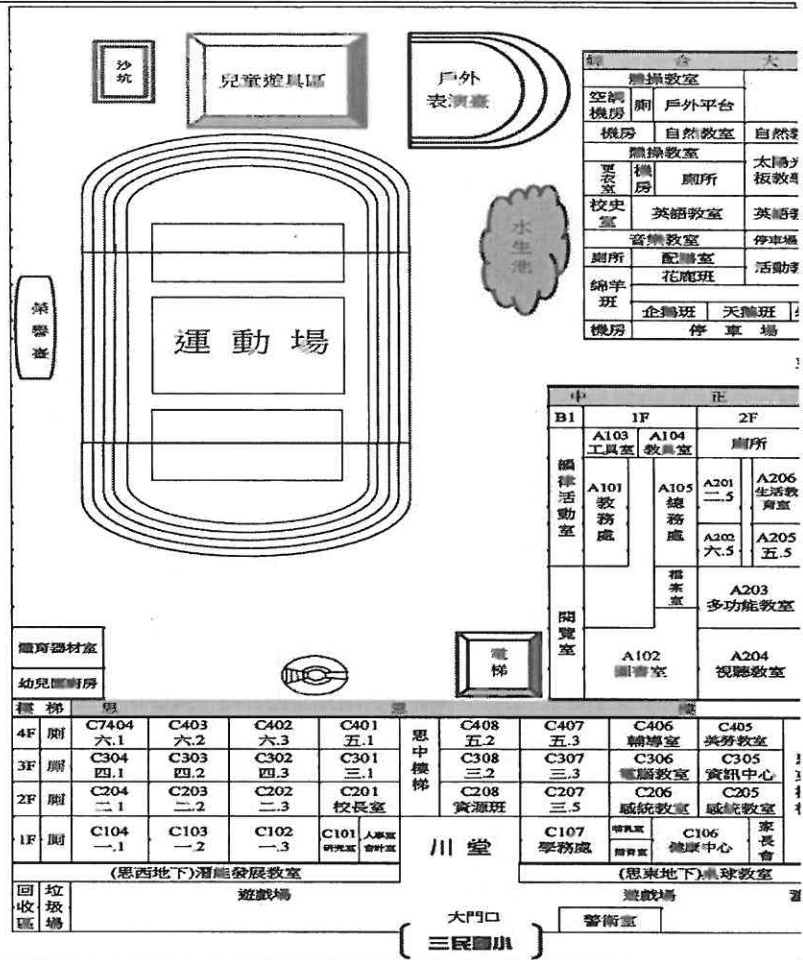 沙坑
兒童遊具區
戶外
表演臺
綜 合 大
體操教室
空調機房 廁 戶外平台
機房 自然教室 自然教
體操教室
更衣室 機房 廁所 太陽光
板教學
校史室 英語教室 英語教
音樂教室 停車場
廁所 配膳室 活動
花鹿班
綿羊班
企鵝班 天鵝班
機房 停 車 場
水生池
榮譽臺
運 動 場
中 正
B1 1F 2F
韻律活動室
A103
工具室
A104
教具室
廁所
A101
教務處
A105
總務處
A201
二.5
A206
生活教
育室
A202
六.5
A205
五.5
檔案室
A203
多功能教室
閱覽室
A102
圖書室
A204
視聽教室
體育器材室
幼兒園廚房
電梯
樓 梯 思 樓
4F 廁 C7404 六.1 C403 六.2 C402 六.3 C401 五.1 C408 五.2 C407 五.3 C406 輔導室 C405 美勞教室
思中樓梯
3F 廁 C304 四.1 C303 四.2 C302 四.3 C301 三.1 C308 三.2 C307 三.3 C306 電腦教室 C305 資訊中心
2F 廁 C204 二.1 C203 二.2 C202 二.3 C201 校長室 C208 資源班 C207 三.5 C206 感統教室 C205 感統教室
1F 廁 C104 一.1 C103 一.2 C102 一.3 C101 研究室 人事室 會計室 川堂 C107 學務處 哺乳室 C106 健康中心 家長會
(思西地下)潛能發展教室
(思東地下)桌球教室
回收區 垃圾場 遊戲場 遊戲場
大門口
警衛室
三民國小